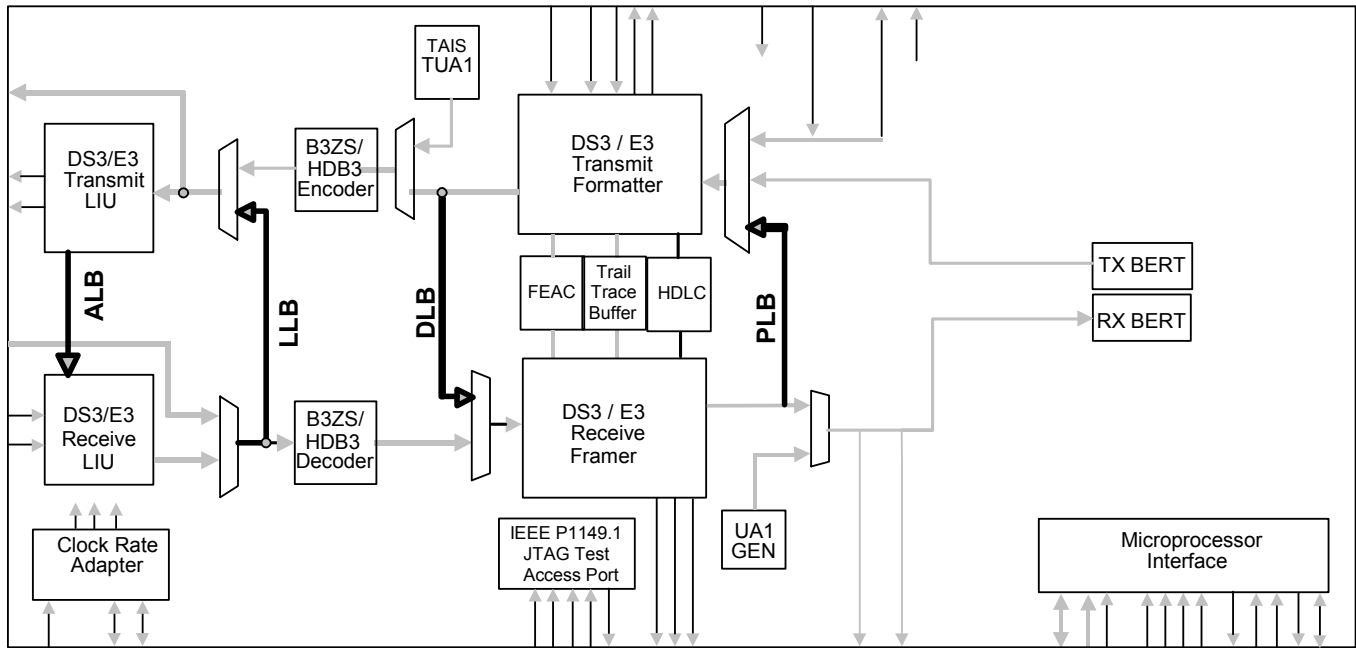 TAIS
TUA1
DS3/E3
Transmit
LIU
B3ZS/
HDB3
Encoder
DS3 / E3
Transmit
Formatter
ALB
LLB
DLB
FEAC
Trail
Trace
Buffer
HDLC
PLB
TX BERT
RX BERT
DS3/E3
Receive
LIU
B3ZS/
HDB3
Decoder
DS3 / E3
Receive
Framer
Clock Rate
Adapter
IEEE P1149.1
JTAG Test
Access Port
UA1
GEN
Microprocessor
Interface